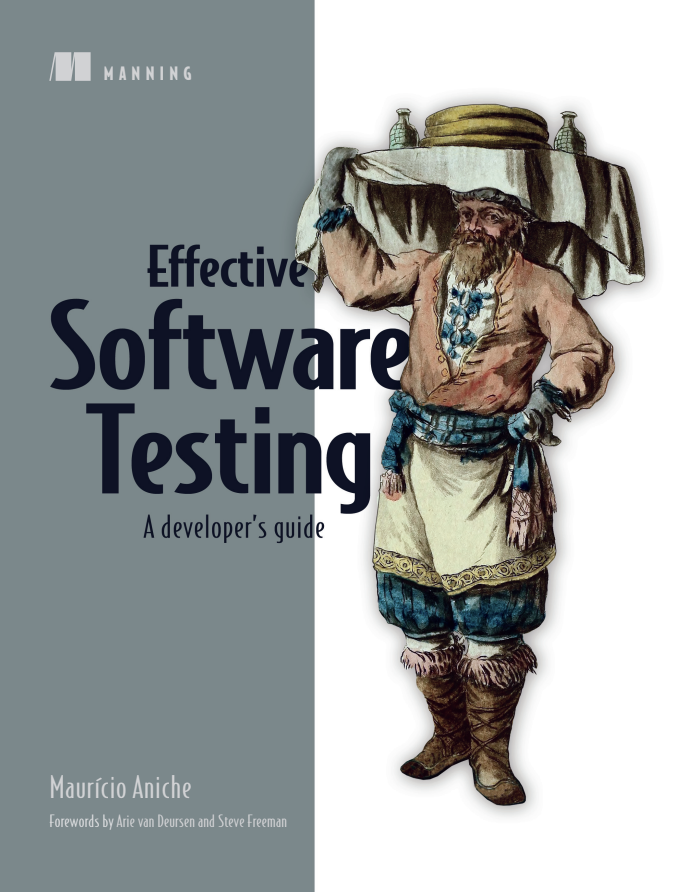 MANNING
Effective
Software
Testing
A developer's guide
Maurício Aniche
Forewords by Arie van Deursen and Steve Freeman